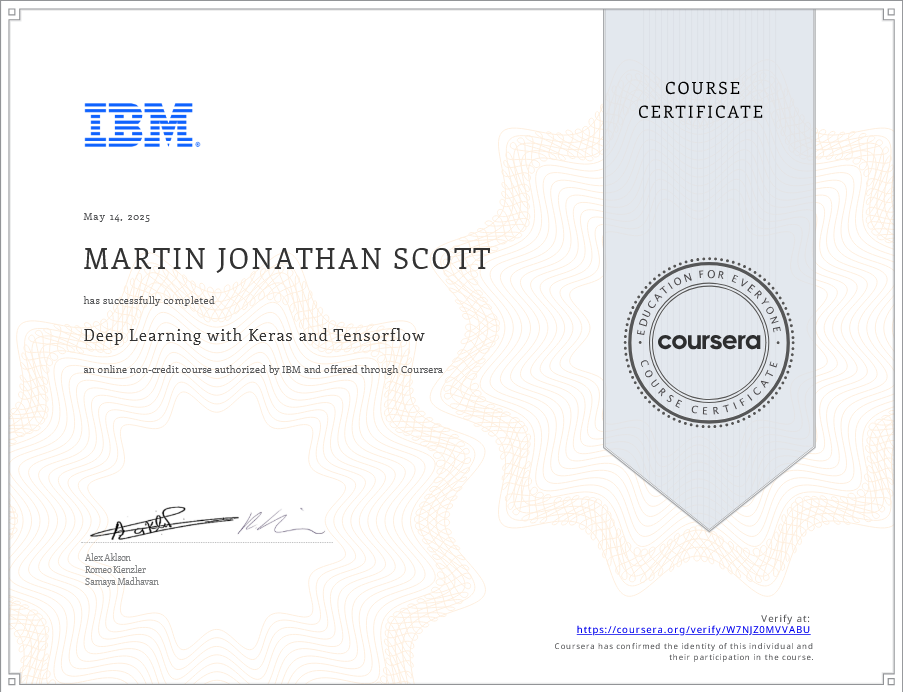 COURSE
CERTIFICATE
IBM®
May 14, 2025
MARTIN JONATHAN SCOTT
has successfully completed
Deep Learning with Keras and Tensorflow
an online non-credit course authorized by IBM and offered through Coursera
EDUCATION FOR EVERYONE
coursera
COURSE CERTIFICATE
Alex Aklson
Romeo Kienzler
Samaya Madhavan
Verify at:
https://coursera.org/verify/W7NJZ0MVVABU
Coursera has confirmed the identity of this individual and
their participation in the course.